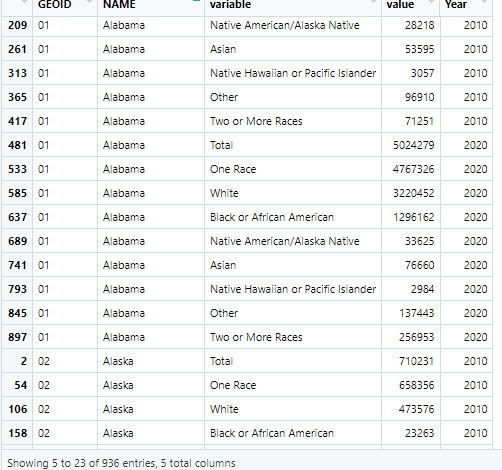 GEOID NAME variable value Year
209 01 Alabama Native American/Alaska Native 28218 2010
261 01 Alabama Asian 53595 2010
313 01 Alabama Native Hawaiian or Pacific Islander 3057 2010
365 01 Alabama Other 96910 2010
417 01 Alabama Two or More Races 71251 2010
481 01 Alabama Total 5024279 2020
533 01 Alabama One Race 4767326 2020
585 01 Alabama White 3220452 2020
637 01 Alabama Black or African American 1296162 2020
689 01 Alabama Native American/Alaska Native 33625 2020
741 01 Alabama Asian 76660 2020
793 01 Alabama Native Hawaiian or Pacific Islander 2984 2020
845 01 Alabama Other 137443 2020
897 01 Alabama Two or More Races 256953 2020
2 02 Alaska Total 710231 2010
54 02 Alaska One Race 658356 2010
106 02 Alaska White 473576 2010
158 02 Alaska Black or African American 23263 2010
Showing 5 to 23 of 936 entries, 5 total columns